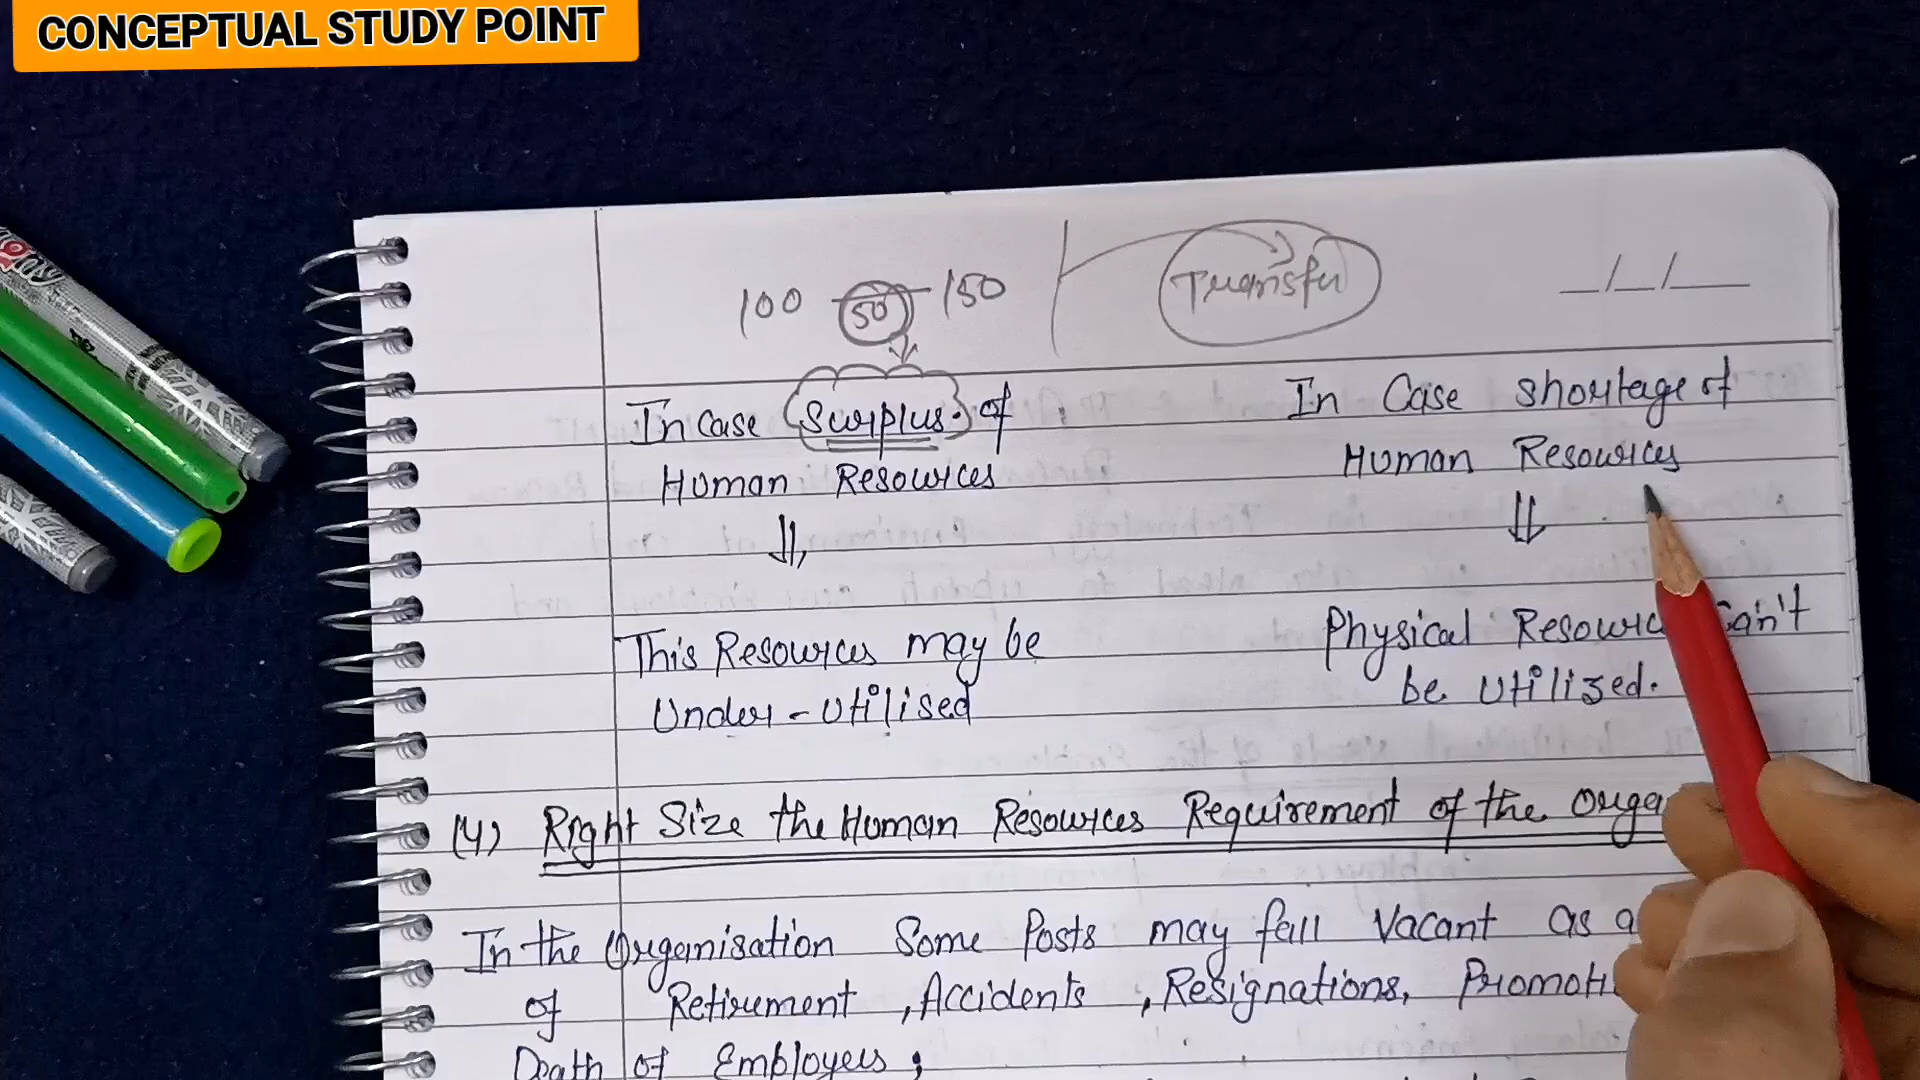 CONCEPTUAL STUDY POINT
100 50 150 Transfer
In case Surplus of
Human Resources
This Resources may be
Under-Utilised
In Case shortage of
Human Resources
Physical Resource can't
be Utilised.
(4) Right Size the Human Resources Requirement of the Orga
In the Organisation Some Posts may fall Vacant as a
of Retirement, Accidents, Resignations, Promoti
Death of Employees;